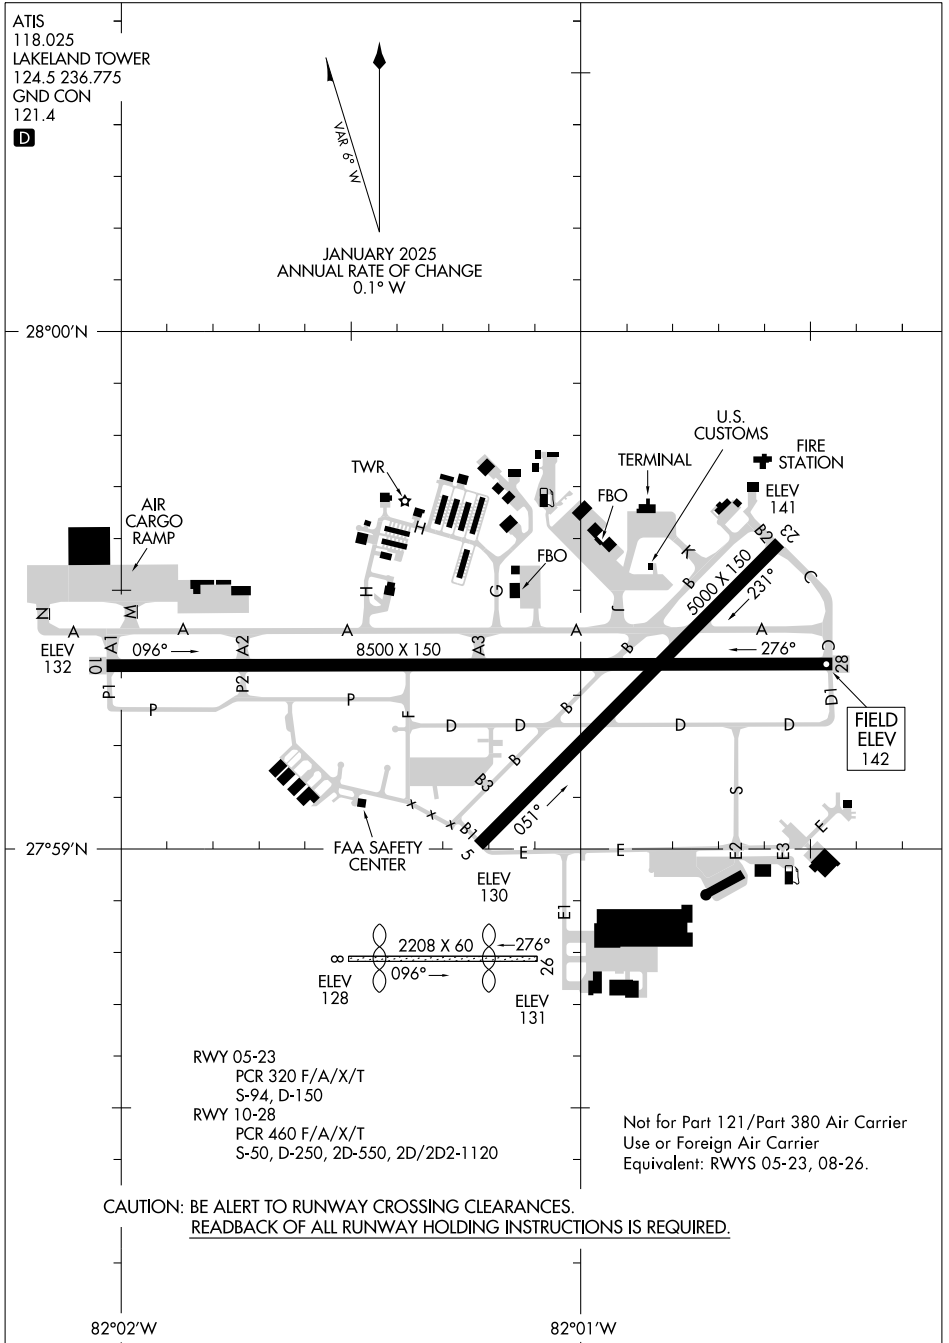 ATIS
118.025
LAKELAND TOWER
124.5 236.775
GND CON
121.4
D
VAR 6° W
JANUARY 2025
ANNUAL RATE OF CHANGE
0.1° W
28°00'N
U.S.
CUSTOMS
TWR
TERMINAL
FIRE
STATION
FBO
ELEV
141
AIR
CARGO
RAMP
H
B2
23
K
C
FBO
B
5000 X 150
231°
N
M
H
G
J
A
A
A
A
A
A1
A2
A3
B
C
ELEV
132
10
096°
8500 X 150
276°
28
P1
P2
P
P
F
D
D
B
D
D
D1
FIELD
ELEV
142
B
B3
S
051°
x
x
x
B1
5
E
FAA SAFETY
CENTER
27°59'N
E
E
E2
E3
ELEV
130
E1
2208 X 60
276°
8
096°
26
ELEV
128
ELEV
131
RWY 05-23
PCR 320 F/A/X/T
S-94, D-150
RWY 10-28
PCR 460 F/A/X/T
S-50, D-250, 2D-550, 2D/2D2-1120
Not for Part 121/Part 380 Air Carrier
Use or Foreign Air Carrier
Equivalent: RWYS 05-23, 08-26.
CAUTION: BE ALERT TO RUNWAY CROSSING CLEARANCES.
READBACK OF ALL RUNWAY HOLDING INSTRUCTIONS IS REQUIRED.
82°02'W
82°01'W